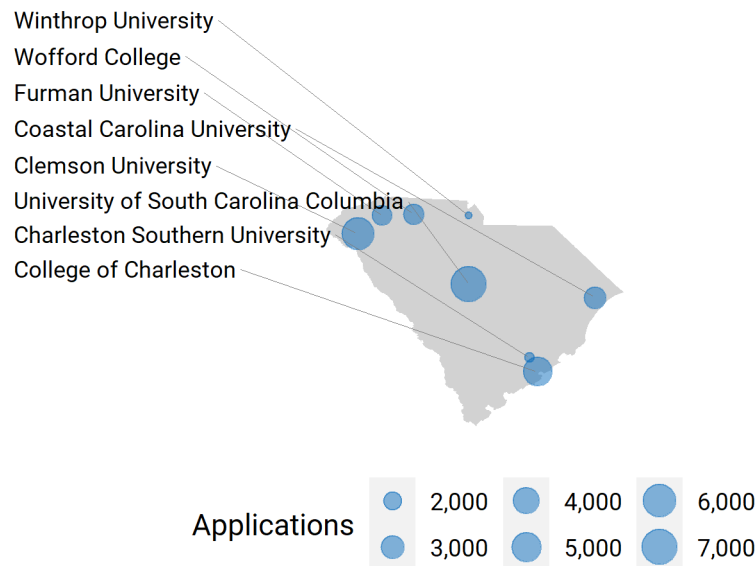 Winthrop University
Wofford College
Furman University
Coastal Carolina University
Clemson University
University of South Carolina Columbia
Charleston Southern University
College of Charleston
Applications
2,000 4,000 6,000
3,000 5,000 7,000